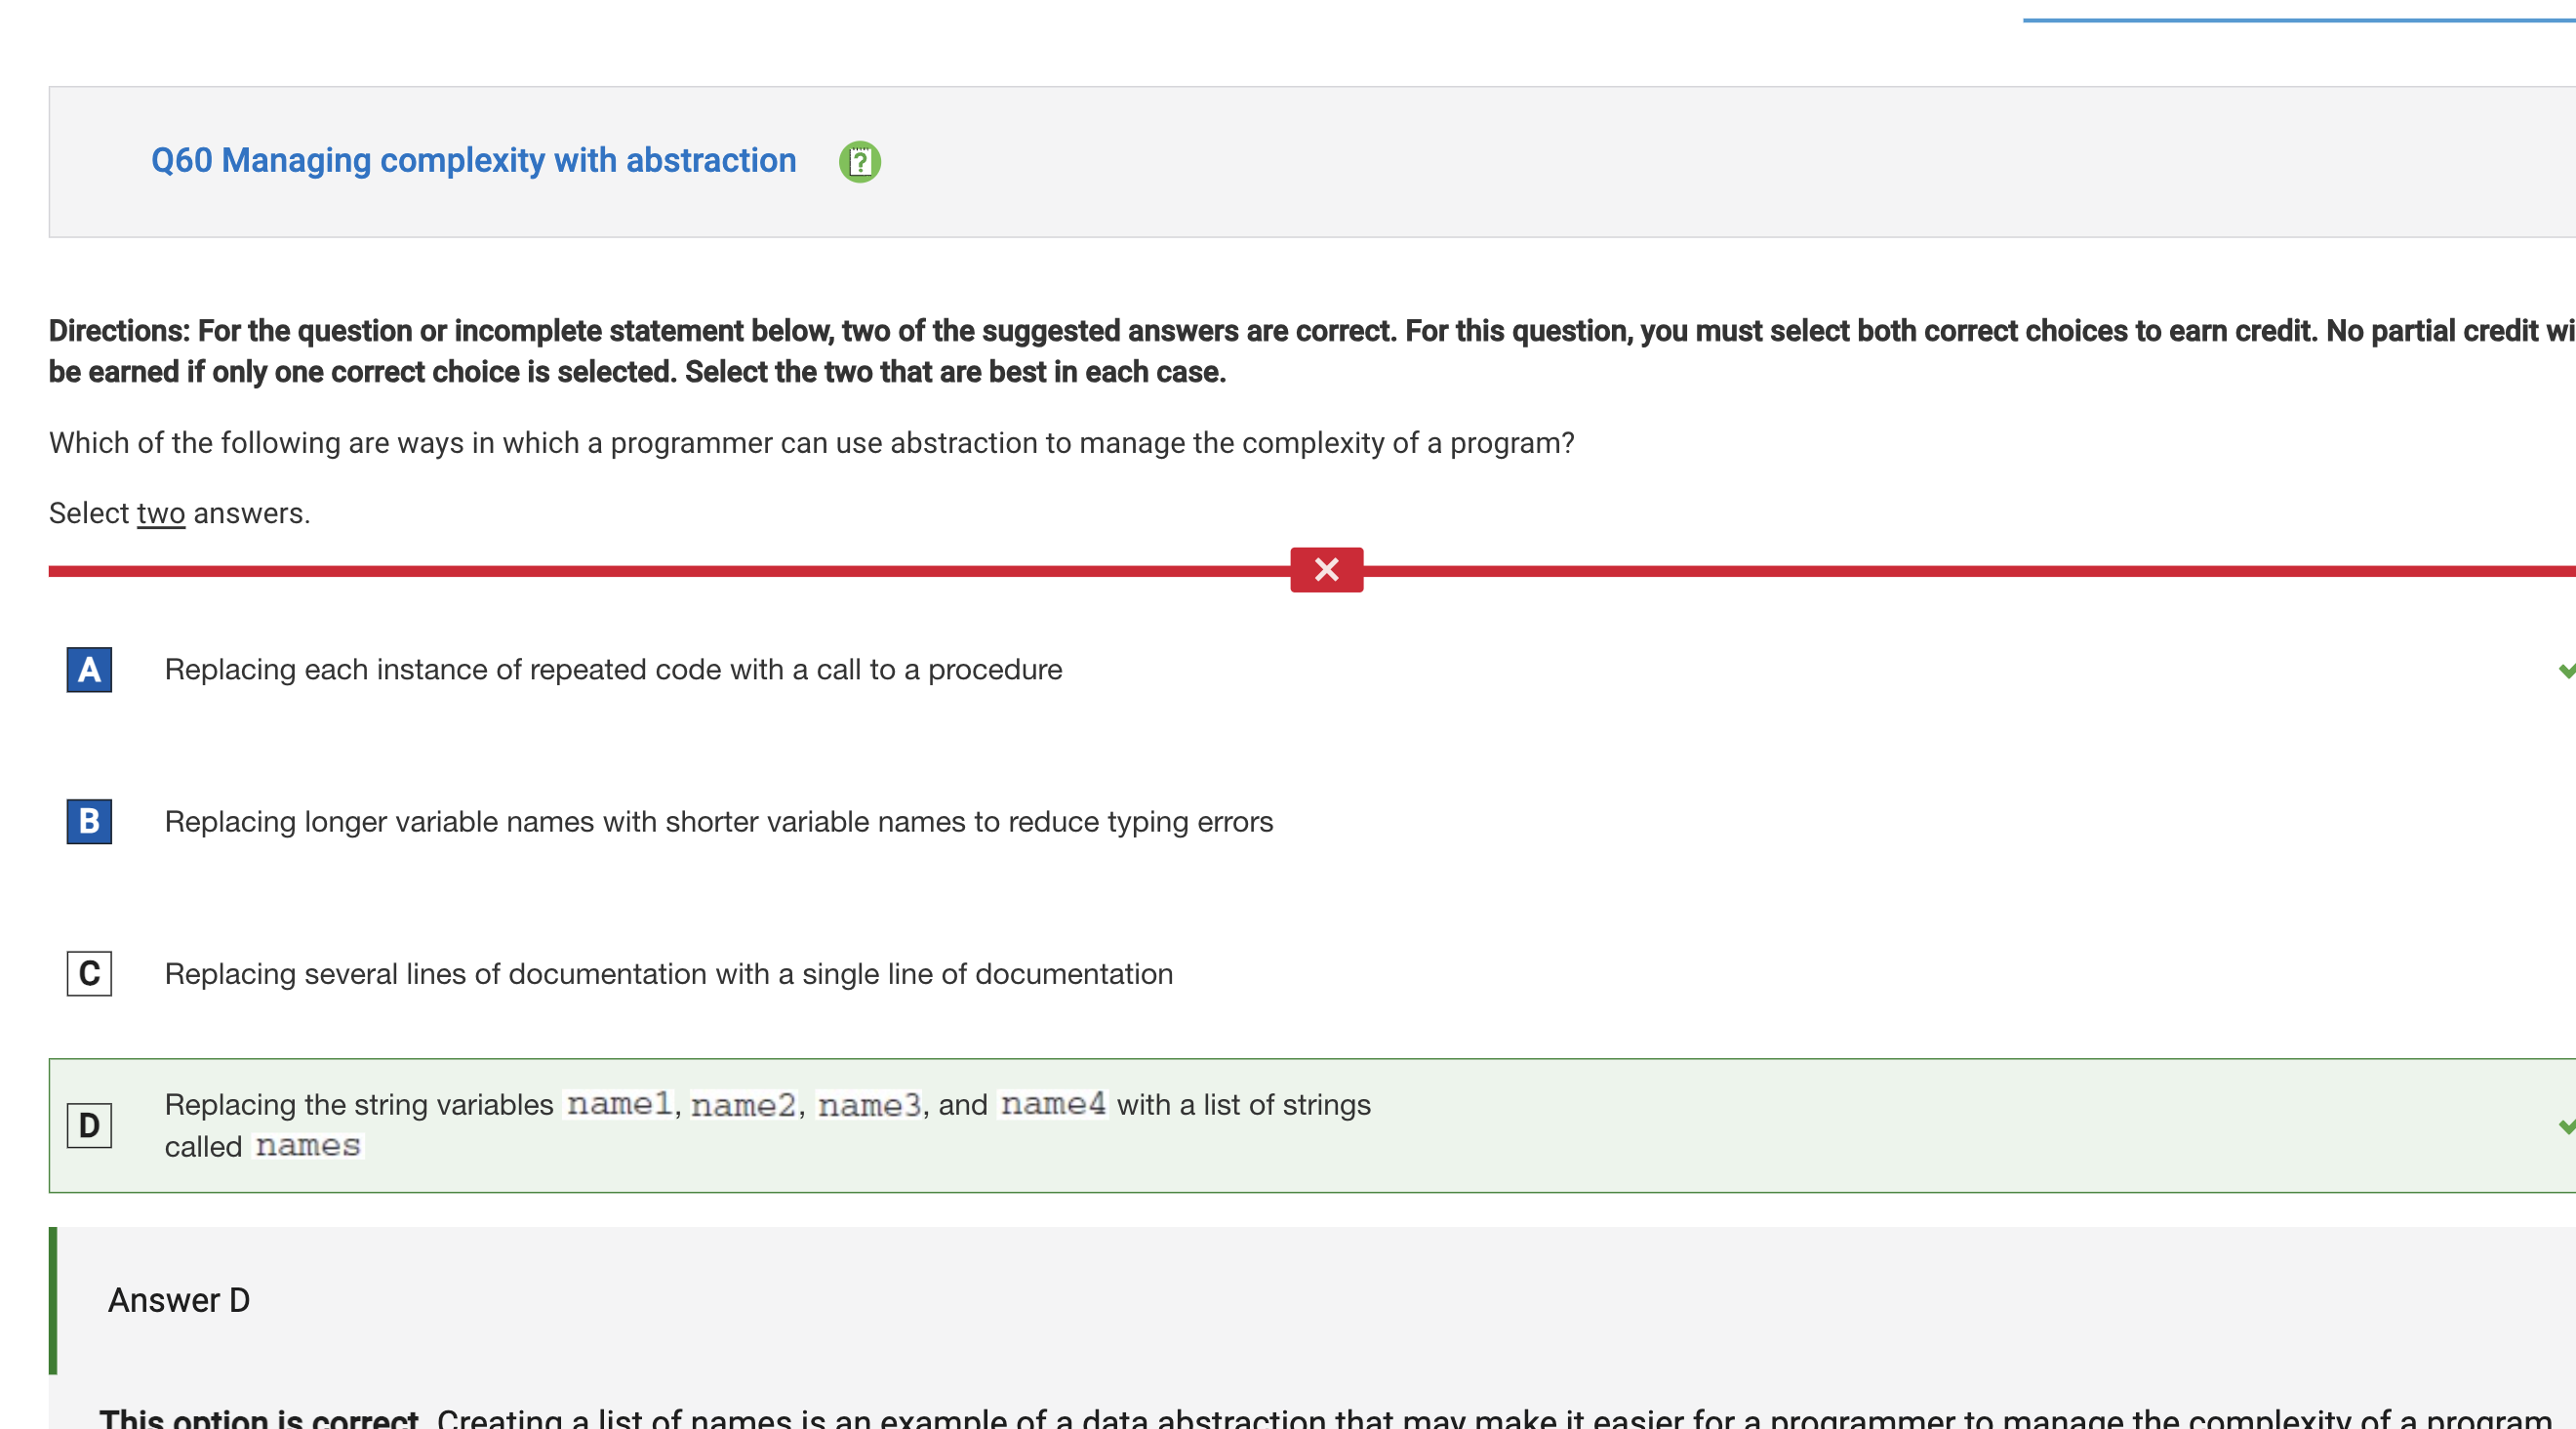 Q60 Managing complexity with abstraction
Directions: For the question or incomplete statement below, two of the suggested answers are correct. For this question, you must select both correct choices to earn credit. No partial credit wi
be earned if only one correct choice is selected. Select the two that are best in each case.
Which of the following are ways in which a programmer can use abstraction to manage the complexity of a program?
Select two answers.
A Replacing each instance of repeated code with a call to a procedure
B Replacing longer variable names with shorter variable names to reduce typing errors
C Replacing several lines of documentation with a single line of documentation
D Replacing the string variables name1, name2, name3, and name4 with a list of strings
called names
Answer D
This option is correct. Creating a list of names is an example of a data abstraction that may make it easier for a programmer to manage the complexity of a program